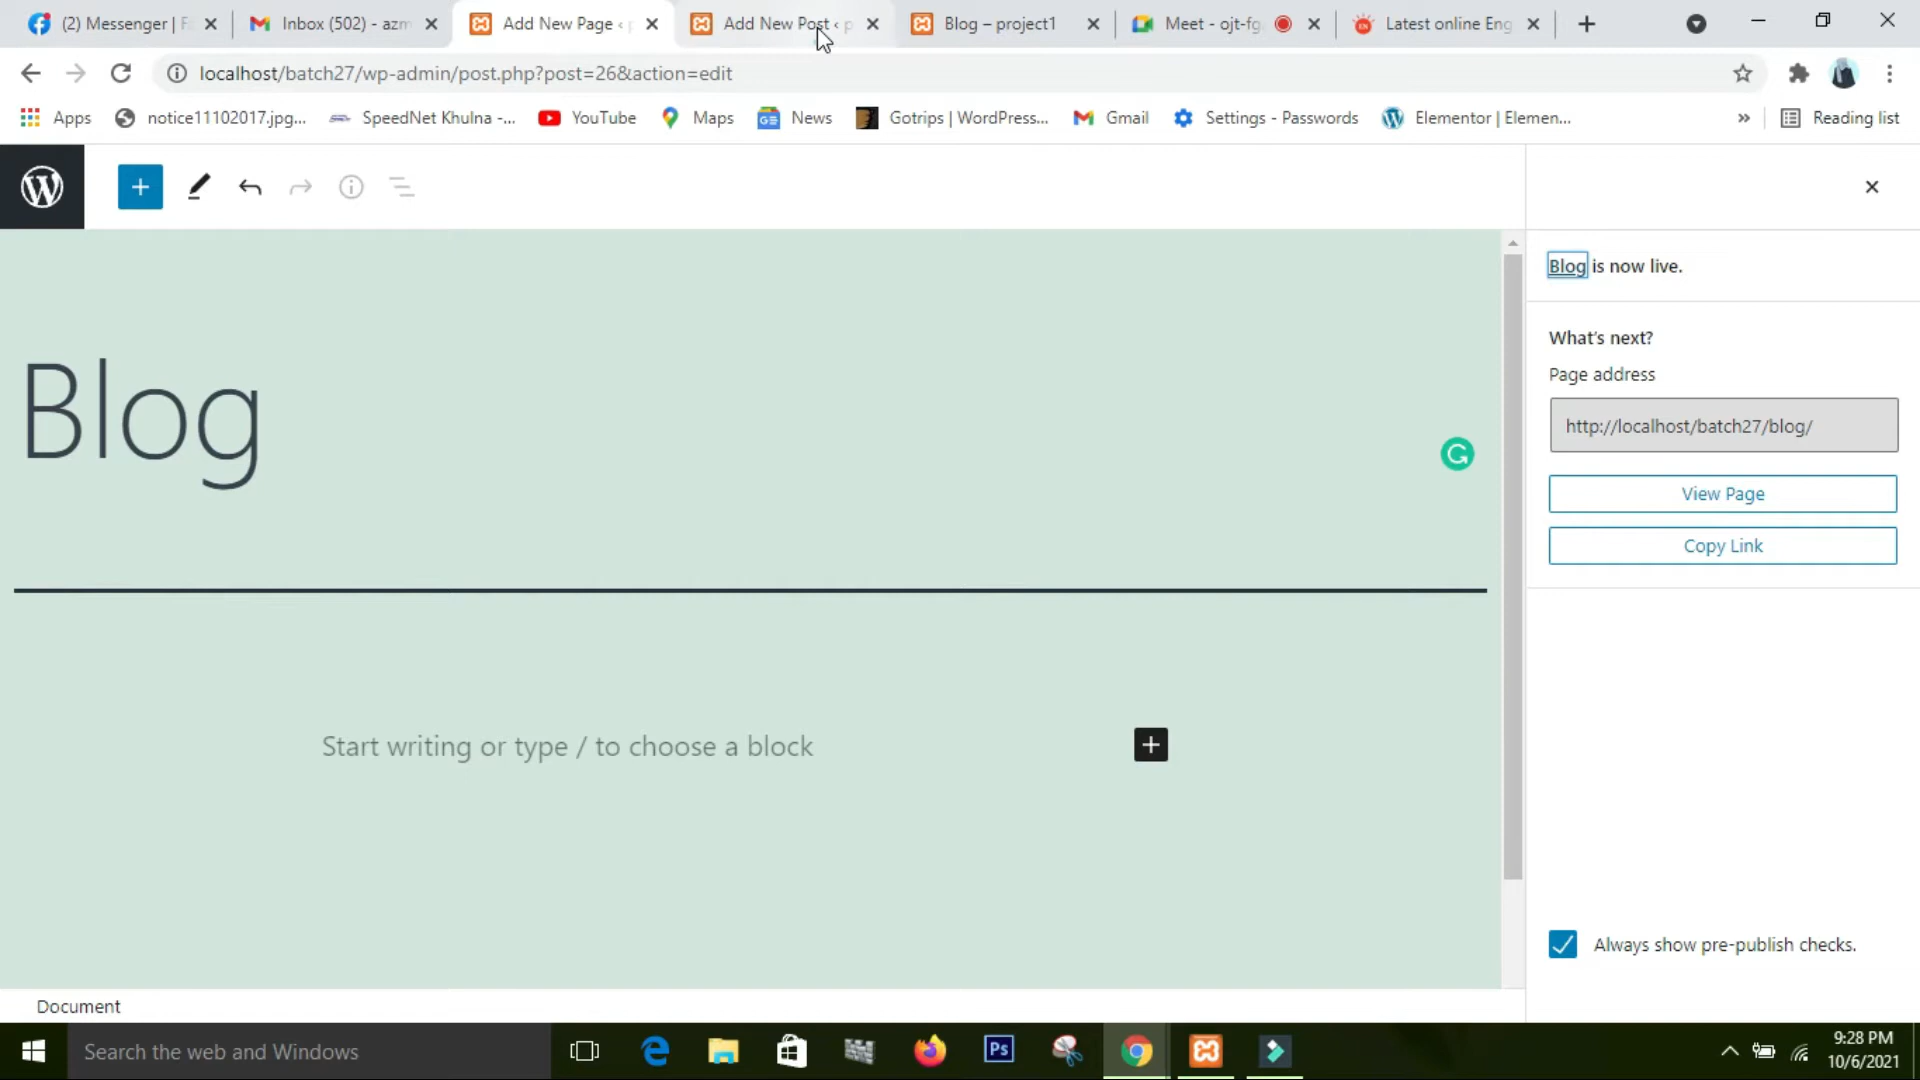 (2) Messenger | F
Inbox (502) - azm
Add New Page ‹ p
Add New Post ‹ p
Blog – project1
Meet - ojt-fg
Latest online Eng
localhost/batch27/wp-admin/post.php?post=26&action=edit
Apps
notice11102017.jpg...
SpeedNet Khulna -...
YouTube
Maps
News
Gotrips | WordPress...
Gmail
Settings - Passwords
Elementor | Elemen...
»
Reading list
Blog is now live.
What's next?
Page address
http://localhost/batch27/blog/
View Page
Copy Link
Blog
Start writing or type / to choose a block
Always show pre-publish checks.
Document
Search the web and Windows
Ps
9:28 PM
10/6/2021